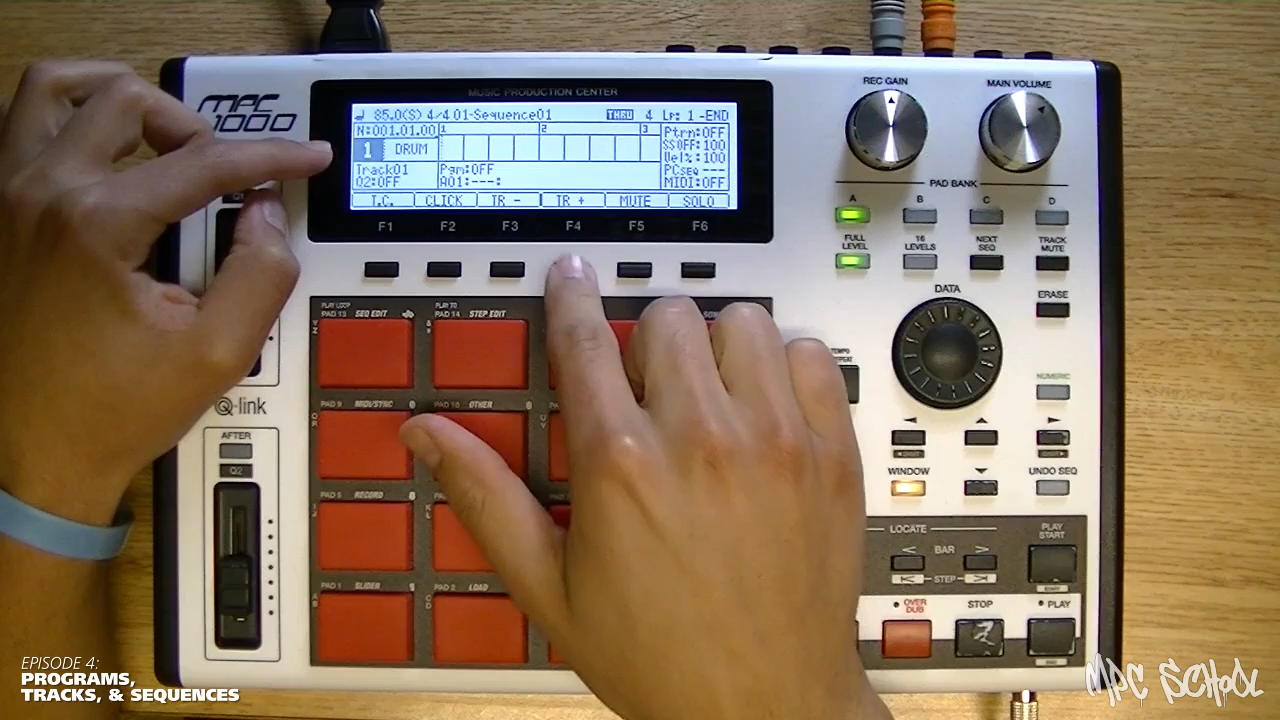 MPC
1000
MUSIC PRODUCTION CENTER
85.0(S) 4/4 01-Sequence01 THRU 4 Lp: 1 -END
N:001.01.00 1 2 3 Ptrn:OFF
SSOFF:100
1 DRUM
Vel%:100
Track01 Pgm:OFF PCSEQ ---
Q2:OFF A01:---: MIDI:OFF
T.C. CLICK TR - TR + MUTE SOLO
F1 F2 F3 F4 F5 F6
REC GAIN MAIN VOLUME
PAD BANK
A B C D
FULL LEVEL 16 LEVELS NEXT SEQ TRACK MUTE
DATA
ERASE
NUMERIC
WINDOW UNDO SEQ
LOCATE
< BAR >
STEP
PLAY START
OVER DUB STOP PLAY
PLAY LOOP PLAY TO
PAD 13 SEQ EDIT PAD 14 STEP EDIT
PAD 9 MIDI/SYNC PAD 10 OTHER
PAD 5 RECORD
PAD 1 SLIDER PAD 2 LOAD
Q-link
AFTER
Q2
EPISODE 4:
PROGRAMS,
TRACKS, & SEQUENCES
MPC SCHOOL